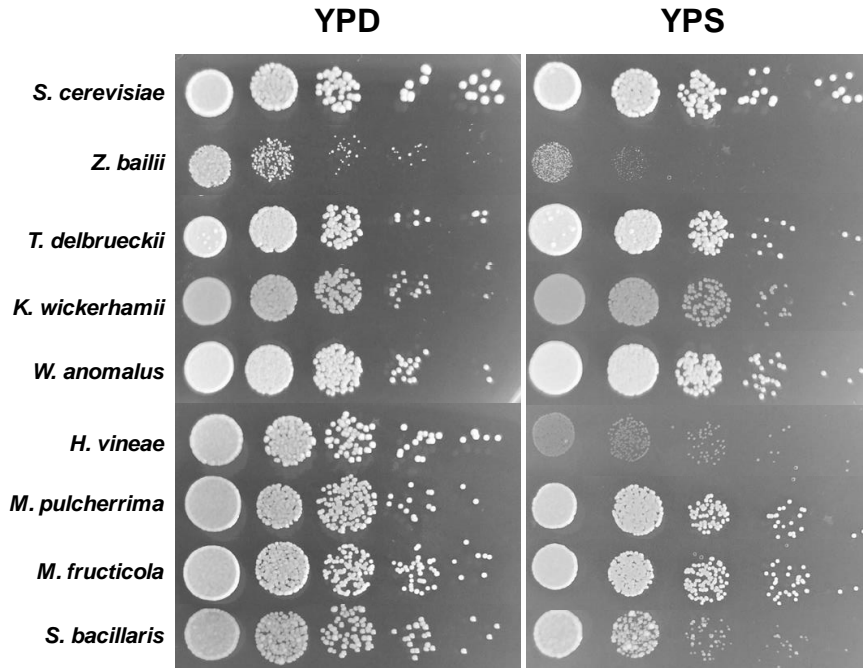 YPD YPS
S. cerevisiae
Z. bailii
T. delbrueckii
K. wickerhamii
W. anomalus
H. vineae
M. pulcherrima
M. fructicola
S. bacillaris